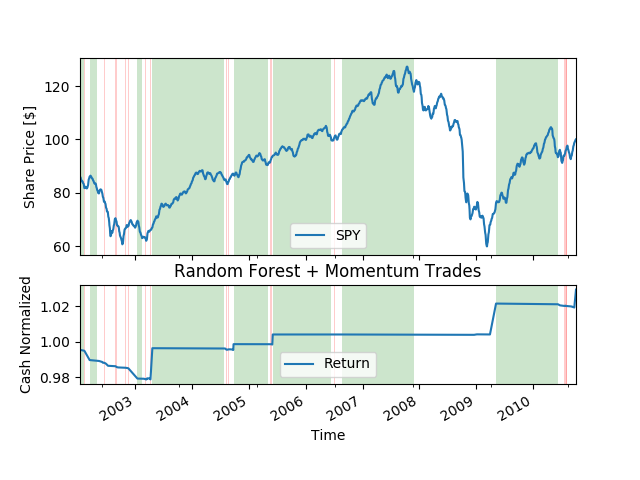 120
100
80
60
Share Price [$]
SPY
Random Forest + Momentum Trades
1.02
1.00
0.98
Cash Normalized
Return
2003 2004 2005 2006 2007 2008 2009 2010
Time